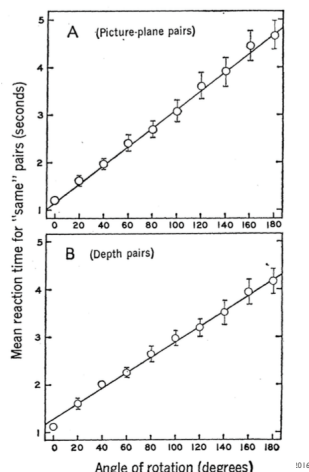 Mean reaction time for "same" pairs (seconds)
A (Picture-plane pairs)
5
4
3
2
1
0 20 40 60 80 100 120 140 160 180
B (Depth pairs)
5
4
3
2
1
0 20 40 60 80 100 120 140 160 180
Angle of rotation (degrees)